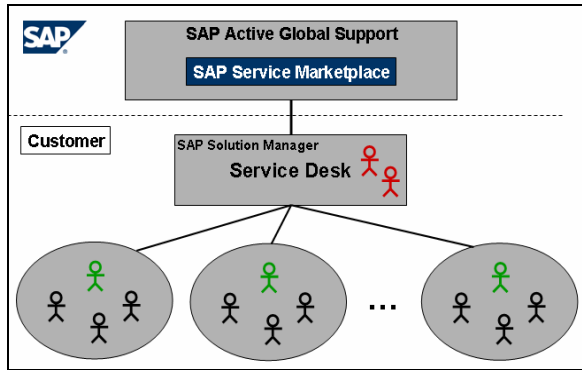 SAP
SAP Active Global Support
SAP Service Marketplace
Customer
SAP Solution Manager
Service Desk
...